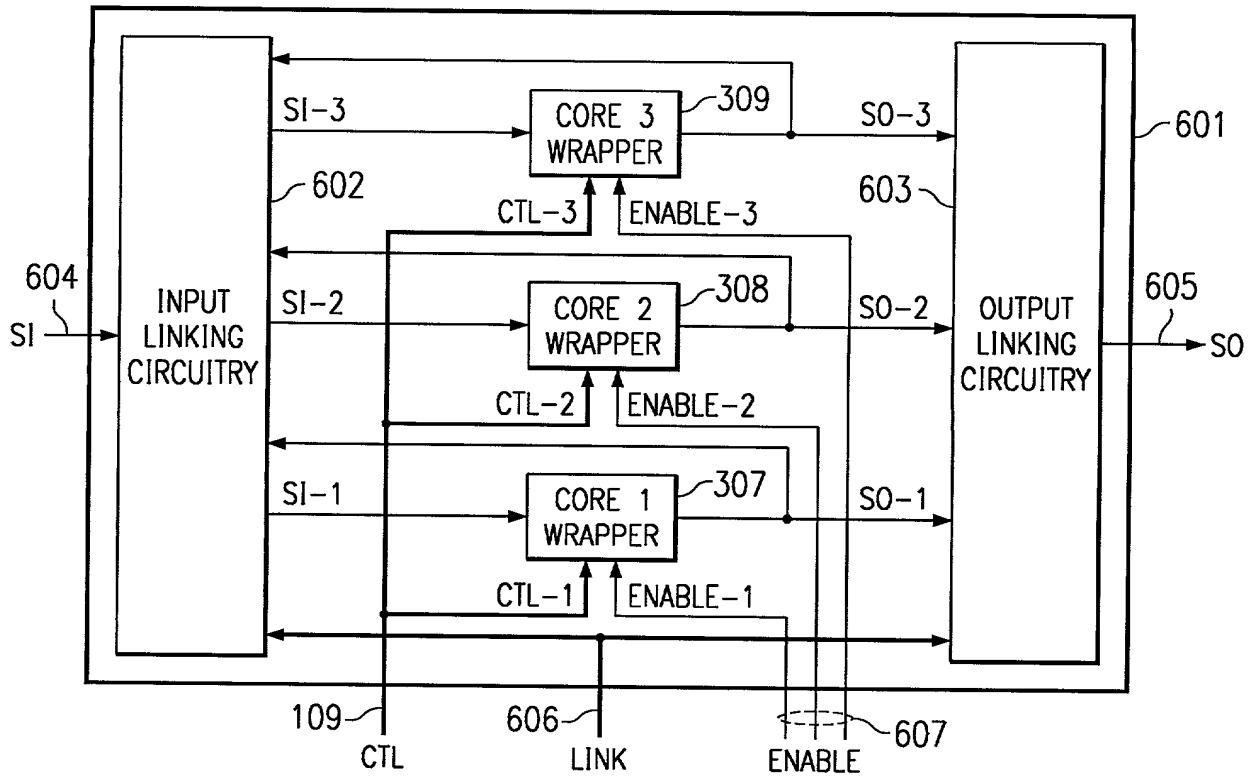 SI-3
CORE 3
WRAPPER
309
SO-3
601
602
603
CTL-3
ENABLE-3
604
SI
INPUT
LINKING
CIRCUITRY
SI-2
CORE 2
WRAPPER
308
SO-2
OUTPUT
LINKING
CIRCUITRY
605
SO
CTL-2
ENABLE-2
SI-1
CORE 1
WRAPPER
307
SO-1
CTL-1
ENABLE-1
109
CTL
606
LINK
607
ENABLE